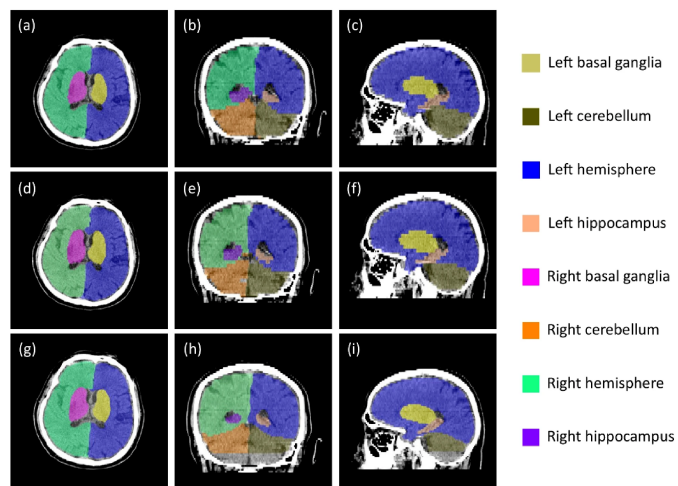 (a)
(b)
(c)
(d)
(e)
(f)
(g)
(h)
(i)
Left basal ganglia
Left cerebellum
Left hemisphere
Left hippocampus
Right basal ganglia
Right cerebellum
Right hemisphere
Right hippocampus